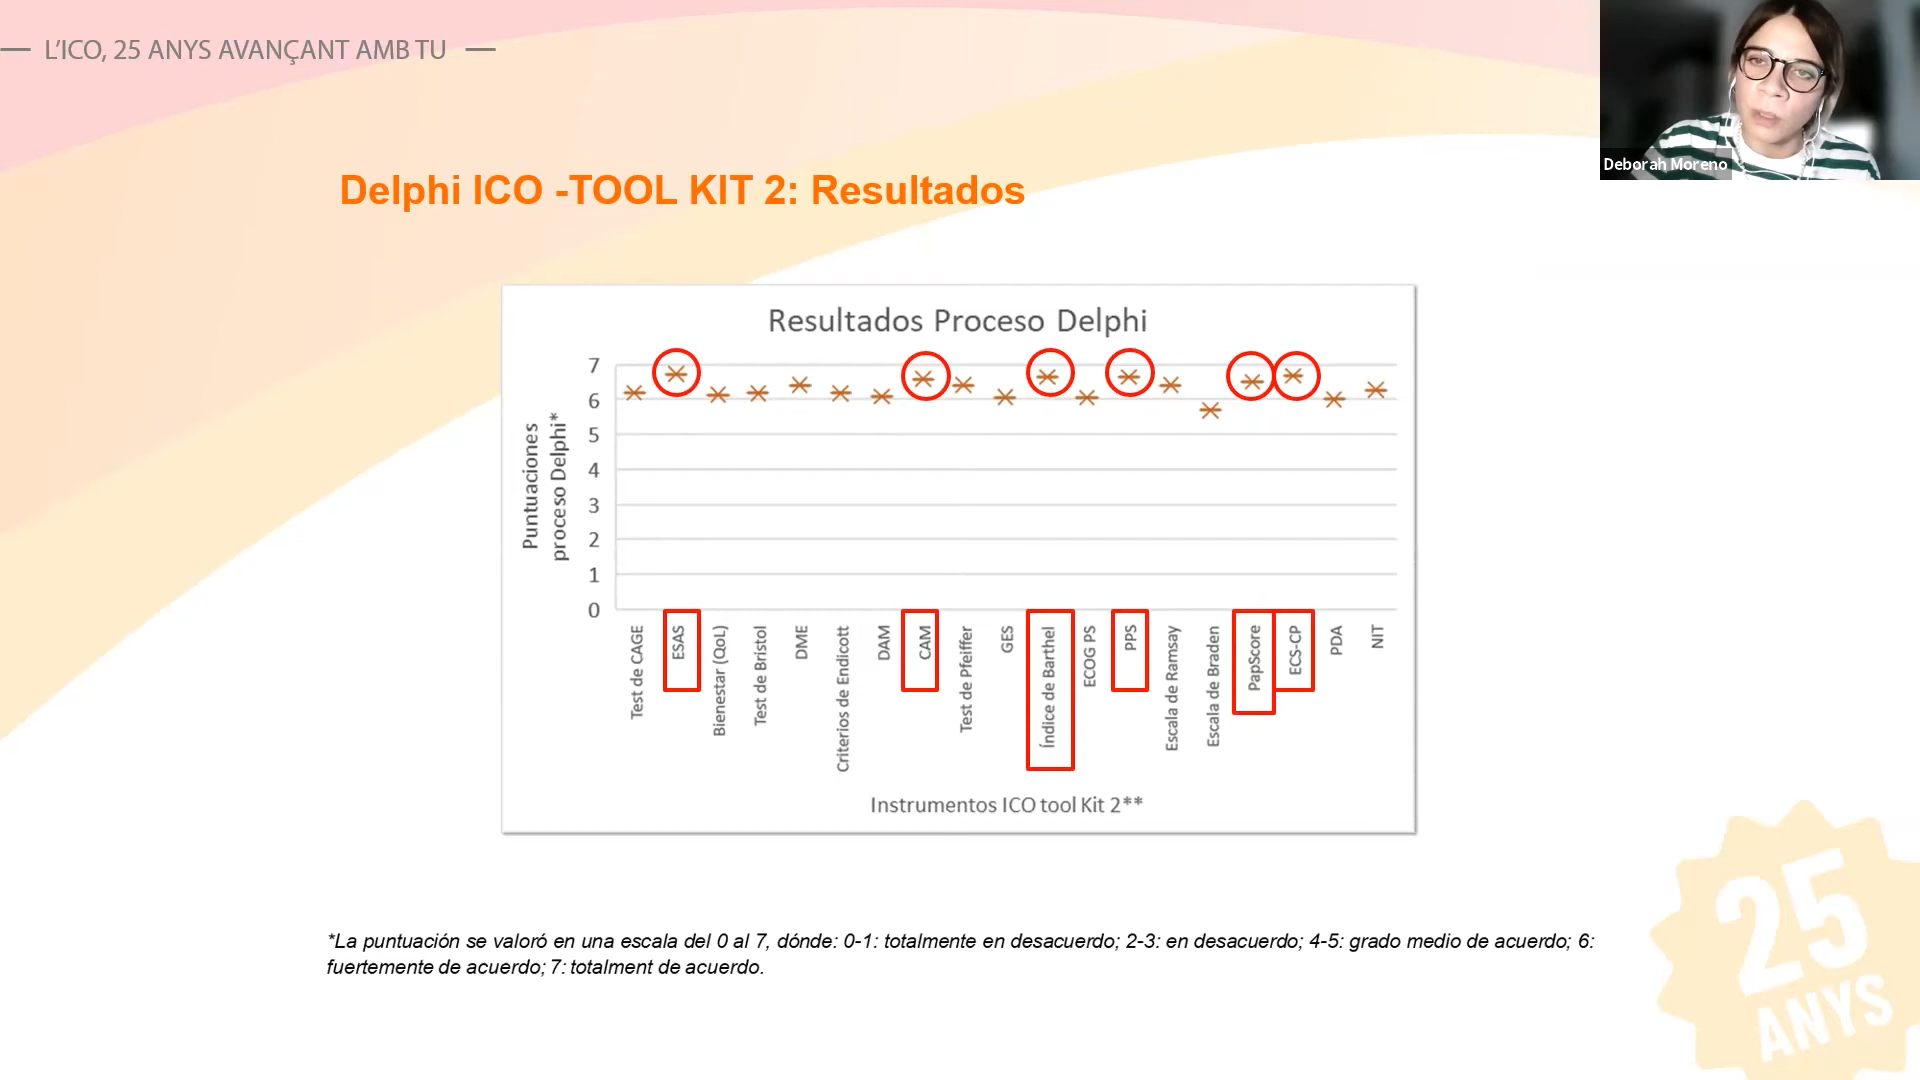 L'ICO, 25 ANYS AVANÇANT AMB TU
Deborah Moreno
Delphi ICO -TOOL KIT 2: Resultados
Resultados Proceso Delphi
Puntuaciones
proceso Delphi*
7
6
5
4
3
2
1
0
Test de CAGE
ESAS
Bienestar (QoL)
Test de Bristol
DME
Criterios de Endicott
DAM
CAM
Test de Pfeiffer
GES
Índice de Barthel
ECOG PS
PPS
Escala de Ramsay
Escala de Braden
PapScore
ECS-CP
PDA
NIT
Instrumentos ICO tool Kit 2**
*La puntuación se valoró en una escala del 0 al 7, dónde: 0-1: totalmente en desacuerdo; 2-3: en desacuerdo; 4-5: grado medio de acuerdo; 6:
fuertemente de acuerdo; 7: totalment de acuerdo.
25
ANYS